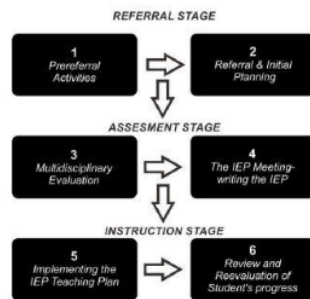 REFERRAL STAGE
1
Prereferral
Activities
2
Referral & Initial
Planning
ASSESMENT STAGE
3
Multidisciplinary
Evaluation
4
The IEP Meeting-
writing the IEP
INSTRUCTION STAGE
5
Implementing the
IEP Teaching Plan
6
Review and
Reevaluation of
Student's progress